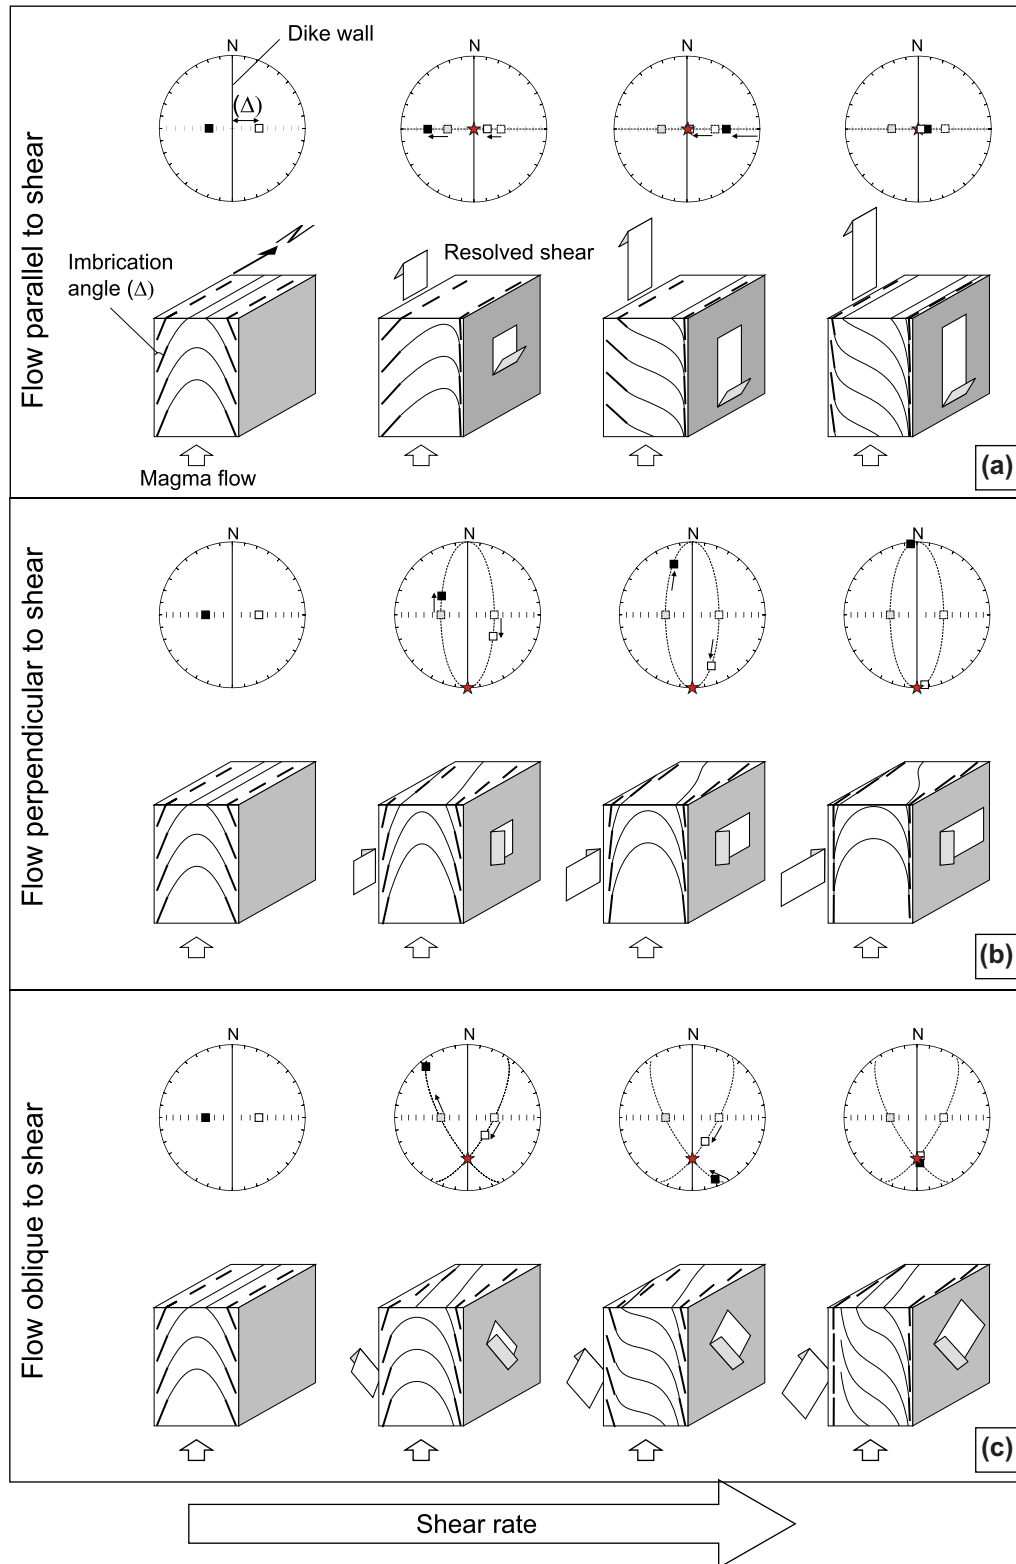 Flow parallel to shear
N
N
N
N
Dike wall
(Δ)
N
Imbrication
angle (Δ)
Resolved shear
Magma flow
(a)
Flow perpendicular to shear
N
N
N
N
(b)
Flow oblique to shear
N
N
N
N
(c)
Shear rate